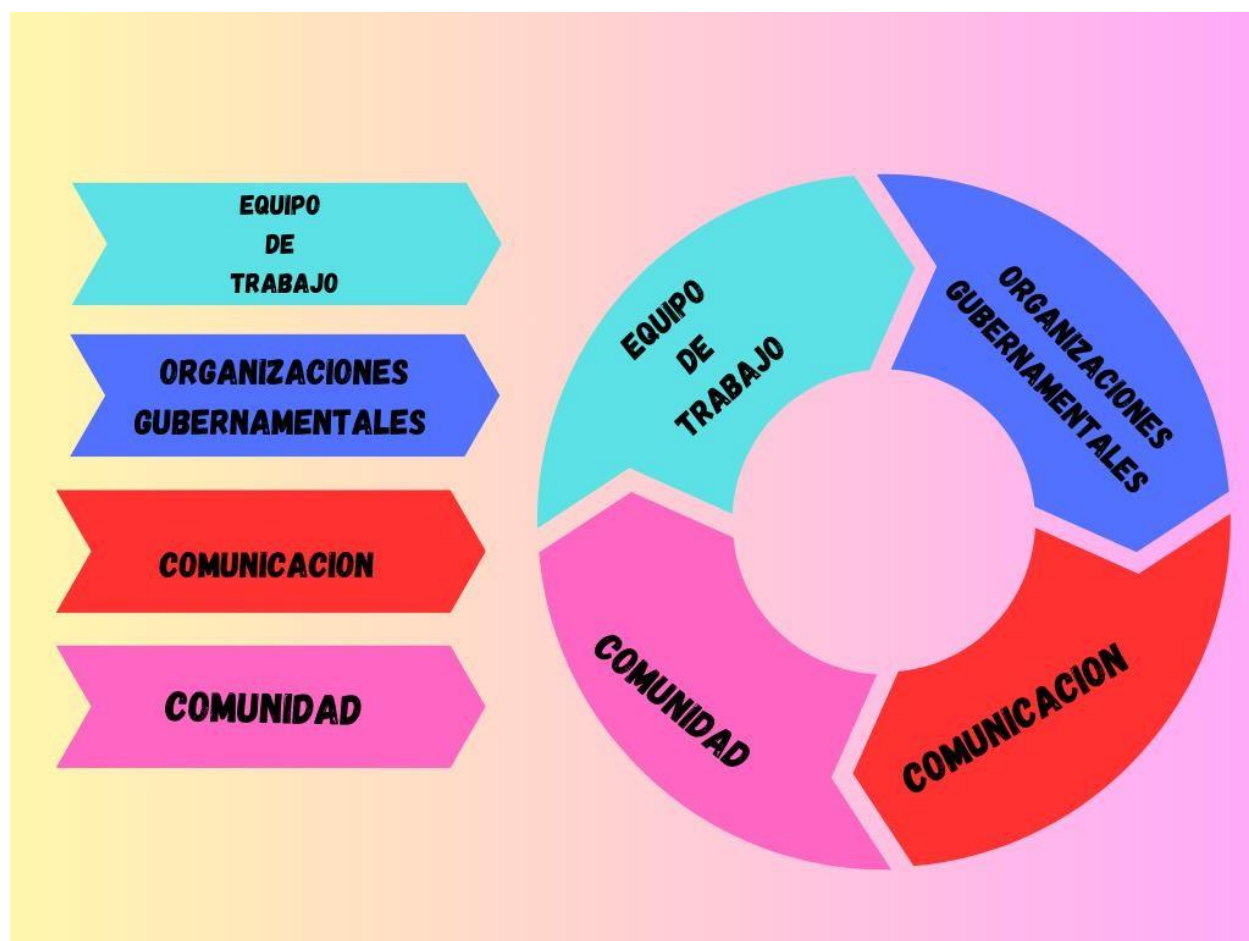 EQUIPO
DE
TRABAJO
ORGANIZACIONES
GUBERNAMENTALES
COMUNICACION
COMUNIDAD
EQUIPO
DE
TRABAJO
ORGANIZACIONES
GUBERNAMENTALES
COMUNICACION
COMUNIDAD